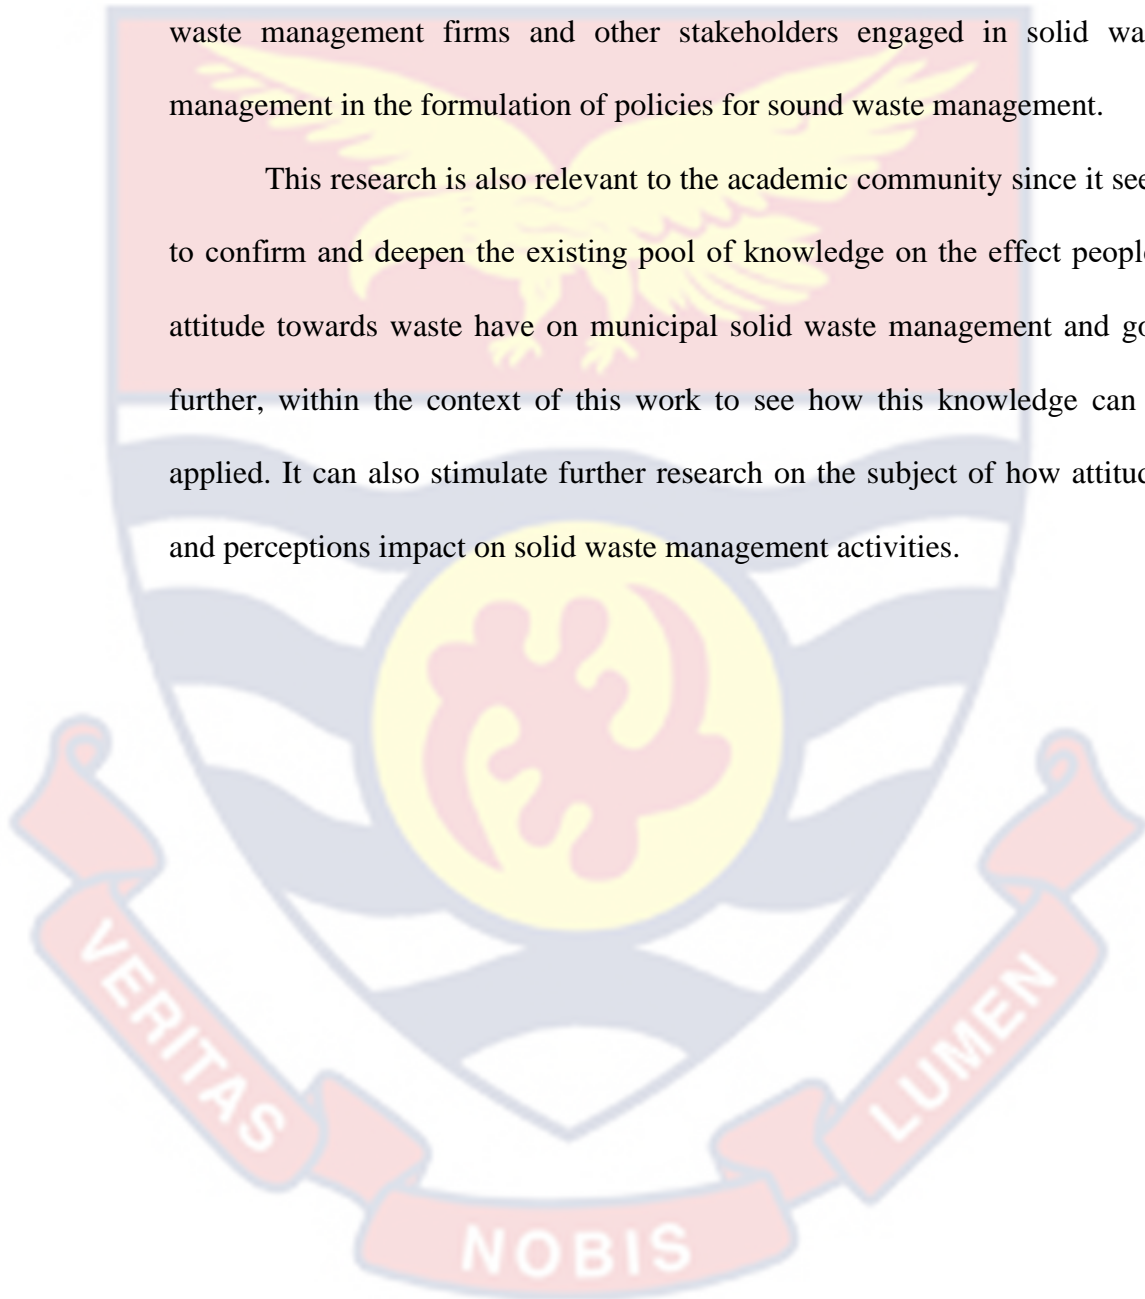 waste management firms and other stakeholders engaged in solid wa
management in the formulation of policies for sound waste management.
This research is also relevant to the academic community since it see
to confirm and deepen the existing pool of knowledge on the effect people
attitude towards waste have on municipal solid waste management and go
further, within the context of this work to see how this knowledge can
applied. It can also stimulate further research on the subject of how attitud
and perceptions impact on solid waste management activities.
VERITAS
NOBIS
LUMEN